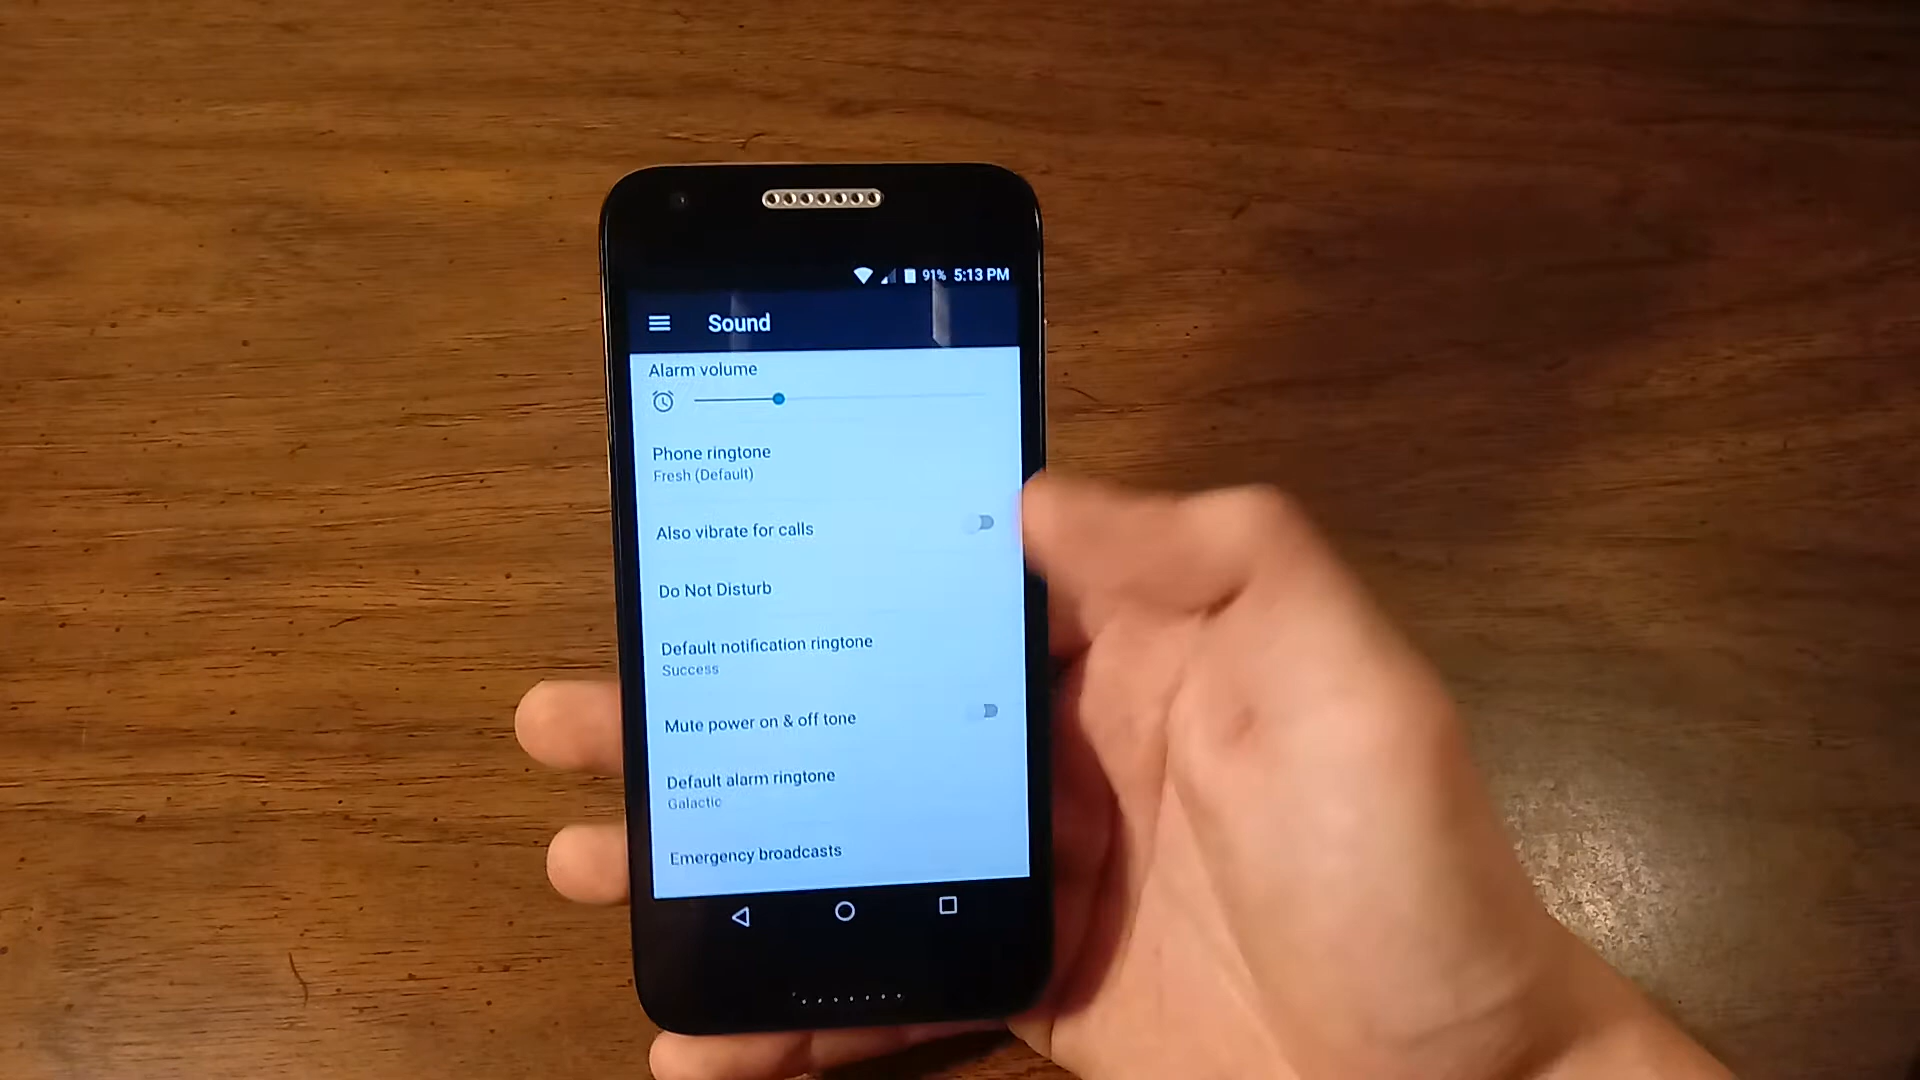 91% 5:13 PM
Sound
Alarm volume
Phone ringtone
Fresh (Default)
Also vibrate for calls
Do Not Disturb
Default notification ringtone
Success
Mute power on & off tone
Default alarm ringtone
Galactic
Emergency broadcasts